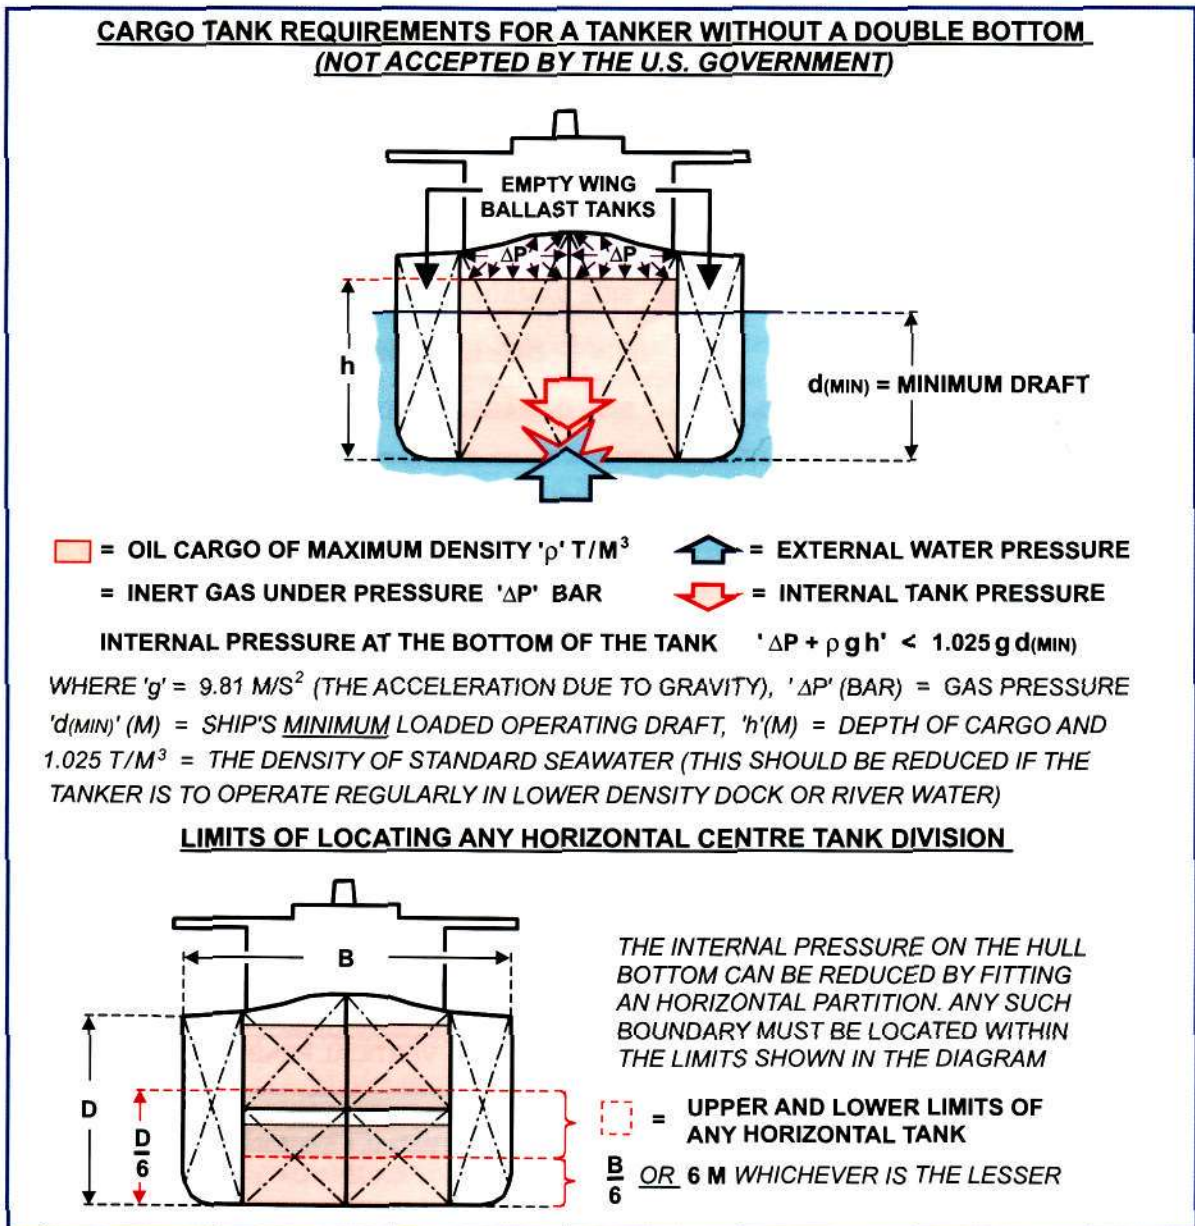 CARGO TANK REQUIREMENTS FOR A TANKER WITHOUT A DOUBLE BOTTOM
(NOT ACCEPTED BY THE U.S. GOVERNMENT)
EMPTY WING
BALLAST TANKS
ΔP ΔP
h
d(MIN) = MINIMUM DRAFT
= OIL CARGO OF MAXIMUM DENSITY 'ρ' T/M³
= EXTERNAL WATER PRESSURE
= INERT GAS UNDER PRESSURE 'ΔP' BAR
= INTERNAL TANK PRESSURE
INTERNAL PRESSURE AT THE BOTTOM OF THE TANK 'ΔP + ρ g h' < 1.025 g d(MIN)
WHERE 'g' = 9.81 M/S² (THE ACCELERATION DUE TO GRAVITY), 'ΔP' (BAR) = GAS PRESSURE
'd(MIN)' (M) = SHIP'S MINIMUM LOADED OPERATING DRAFT, 'h'(M) = DEPTH OF CARGO AND
1.025 T/M³ = THE DENSITY OF STANDARD SEAWATER (THIS SHOULD BE REDUCED IF THE
TANKER IS TO OPERATE REGULARLY IN LOWER DENSITY DOCK OR RIVER WATER)
LIMITS OF LOCATING ANY HORIZONTAL CENTRE TANK DIVISION
B
D
D
6
THE INTERNAL PRESSURE ON THE HULL
BOTTOM CAN BE REDUCED BY FITTING
AN HORIZONTAL PARTITION. ANY SUCH
BOUNDARY MUST BE LOCATED WITHIN
THE LIMITS SHOWN IN THE DIAGRAM
= UPPER AND LOWER LIMITS OF
ANY HORIZONTAL TANK
B
6
OR 6 M WHICHEVER IS THE LESSER